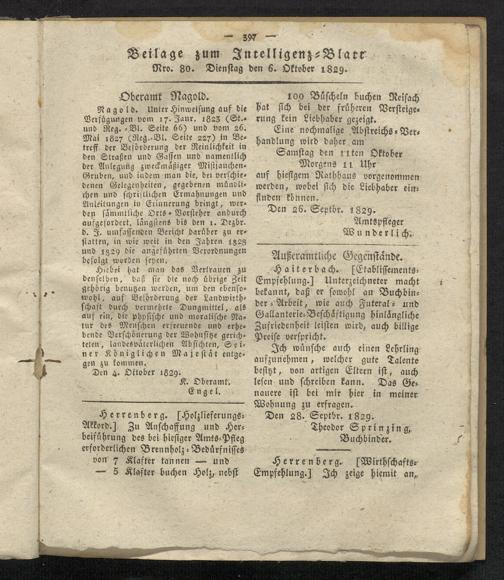 — 397 —
Beilage zum Intelligenz-Blatt
Nro. 80. Dienstag den 6. Oktober 1829.
Oberamt Nagold.
Nagold. Unter Hinweisung auf die
Verfügungen vom 17. Janr. 1823 (St.-
und Reg.-Bl. Seite 66) und vom 26.
Mai 1827 (Reg.-Bl. Seite 227) in Be-
treff der Beförderung der Reinlichkeit in
den Straßen und Gassen und namentlich
der Anlegung zweckmäßiger Mistjauchen-
Gruben, und indem man die, bei verschie-
denen Gelegenheiten, gegebenen mündli-
chen und schriftlichen Ermahnungen und
Anleitungen in Erinnerung bringt, wer-
den sämmtliche Orts-Vorsteher andurch
aufgefordert, längstens bis den 1. Dezbr.
d. J. umfassenden Bericht darüber zu er-
statten, in wie weit in den Jahren 1828
und 1829 die angeführten Verordnungen
befolgt worden seyen.
Hiebei hat man das Vertrauen zu
denselben, daß sie die noch übrige Zeit
gehörig benutzen werden, um den ebenso-
wohl, auf Beförderung der Landwirth-
schaft durch vermehrte Dungmittel, als
auf ein, die physische und moralische Na-
tur des Menschen erfreuende und erhe-
bende Verschönerung der Wohnsitze gerich-
teten, landesväterlichen Absichten, Sei-
ner Königlichen Majestät entge-
gen zu kommen.
Den 4. Oktober 1829.
K. Oberamt.
Engel.
Herrenberg. [Holzlieferungs-
Akkord.] Zu Anschaffung und Her-
beiführung des bei hiesiger Amts-Pfleg
erforderlichen Brennholz-Bedürfnisses
von 7 Klafter tannen — und
— 5 Klafter buchen Holz, nebst
100 Büscheln buchen Reisach
hat sich bei der früheren Versteige-
rung kein Liebhaber gezeigt.
Eine nochmalige Abstreichs-Ver-
handlung wird daher am
Samstag den 11ten Oktober
Morgens 11 Uhr
auf hiesigem Rathhaus vorgenommen
werden, wobei sich die Liebhaber ein-
finden können.
Den 26. Septbr. 1829.
Amtspfleger
Wunderlich.
Außeramtliche Gegenstände.
Haiterbach. [Etablissements-
Empfehlung.] Unterzeichneter macht
bekannt, daß er sowohl an Buchbin-
der-Arbeit, wie auch Futeral- und
Gallanterie-Beschäftigung hinlängliche
Zufriedenheit leisten wird, auch billige
Preise verspricht.
Ich wünsche auch einen Lehrling
aufzunehmen, welcher gute Talente
besitzt, von artigen Eltern ist, auch
lesen und schreiben kann. Das Ge-
nauere ist bei mir hier in meiner
Wohnung zu erfragen.
Den 28. Septbr. 1829.
Theodor Sprinzing,
Buchbinder.
Herrenberg. [Wirthschafts-
Empfehlung.] Ich zeige hiemit an,